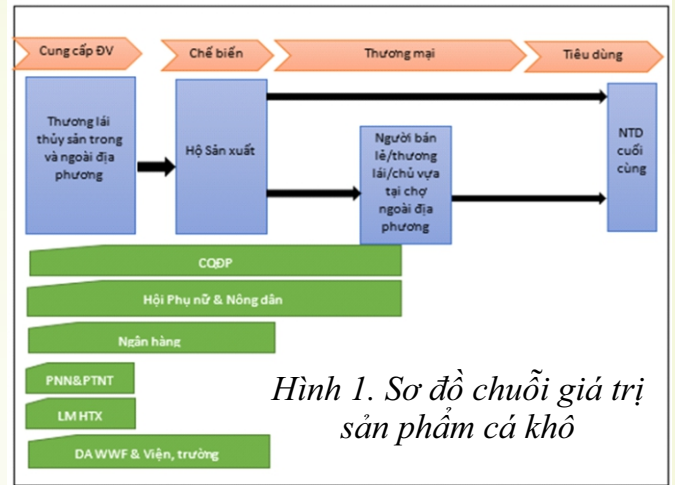 Cung cấp ĐV
Chế biến
Thương mại
Tiêu dùng
Thương lái
thủy sản trong
và ngoài địa
phương
Hộ Sản xuất
Người bán
lẻ/thương
lái/chủ vựa
tại chợ
ngoài địa
phương
NTD
cuối
cùng
CQĐP
Hội Phụ nữ & Nông dân
Ngân hàng
PNN&PTNT
LM HTX
DA WWF & Viện, trường
Hình 1. Sơ đồ chuỗi giá trị
sản phẩm cá khô